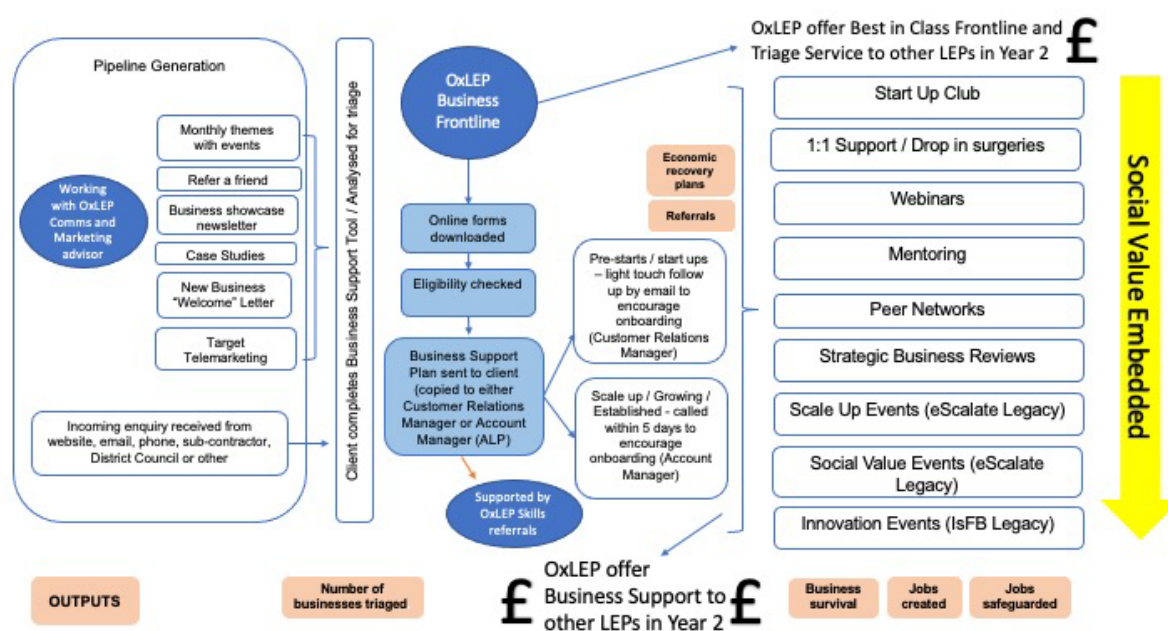 Pipeline Generation
Monthly themes
with events
Refer a friend
Business showcase
newsletter
Case Studies
New Business
"Welcome" Letter
Target
Telemarketing
Working
with OxLEP
Comms and
Marketing
advisor
Incoming enquiry received from
website, email, phone, sub-contractor,
District Council or other
Client completes Business Support Tool / Analysed for triage
OxLEP
Business
Frontline
Online forms
downloaded
Eligibility checked
Business Support
Plan sent to client
(copied to either
Customer Relations
Manager or Account
Manager (ALP)
Supported by
OxLEP Skills
referrals
Economic
recovery
plans
Referrals
Pre-starts / start ups
– light touch follow
up by email to
encourage
onboarding
(Customer Relations
Manager)
Scale up / Growing /
Established - called
within 5 days to
encourage
onboarding (Account
Manager)
OxLEP offer Best in Class Frontline and
Triage Service to other LEPs in Year 2
£
Start Up Club
1:1 Support / Drop in surgeries
Webinars
Mentoring
Peer Networks
Strategic Business Reviews
Scale Up Events (eScalate Legacy)
Social Value Events (eScalate
Legacy)
Innovation Events (IsFB Legacy)
Social Value Embedded
OUTPUTS
Number of
businesses triaged
£
OxLEP offer
Business Support to
other LEPs in Year 2
£
Business
survival
Jobs
created
Jobs
safeguarded